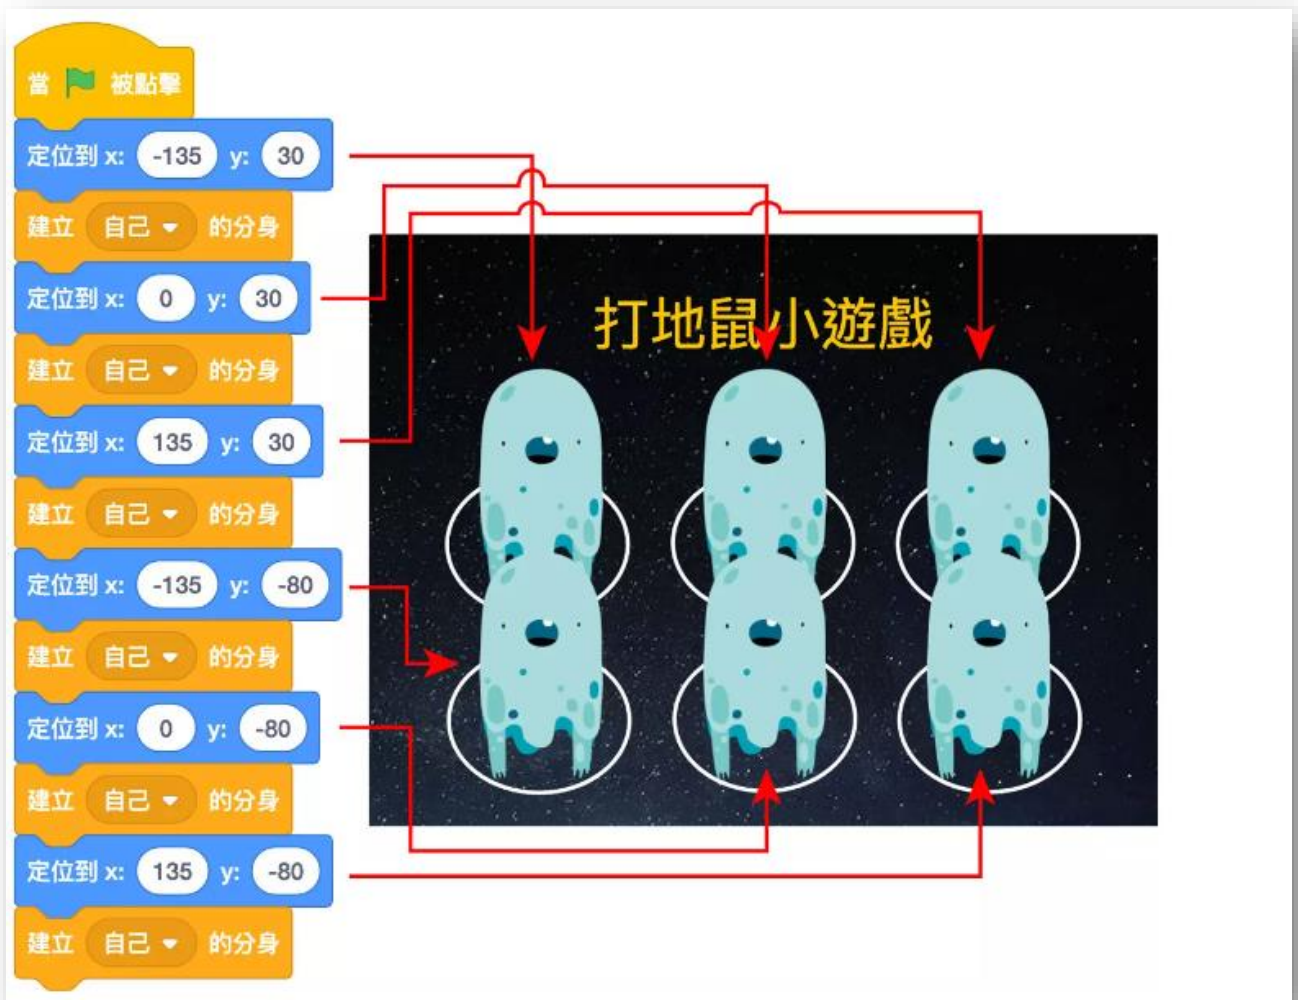 當 被點擊
定位到 x: -135 y: 30
建立 自己 的分身
定位到 x: 0 y: 30
建立 自己 的分身
定位到 x: 135 y: 30
建立 自己 的分身
定位到 x: -135 y: -80
建立 自己 的分身
定位到 x: 0 y: -80
建立 自己 的分身
定位到 x: 135 y: -80
建立 自己 的分身
打地鼠小遊戲